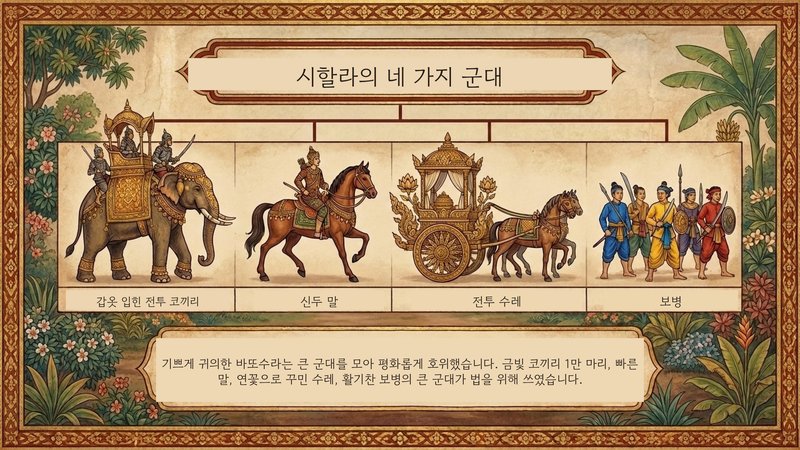 시할라의 네 가지 군대
갑옷 입힌 전투 코끼리
신두 말
전투 수레
보병
기쁘게 귀의한 바또수라는 큰 군대를 모아 평화롭게 호위했습니다. 금빛 코끼리 1만 마리, 빠른
말, 연꽃으로 꾸민 수레, 활기찬 보병의 큰 군대가 법을 위해 쓰였습니다.